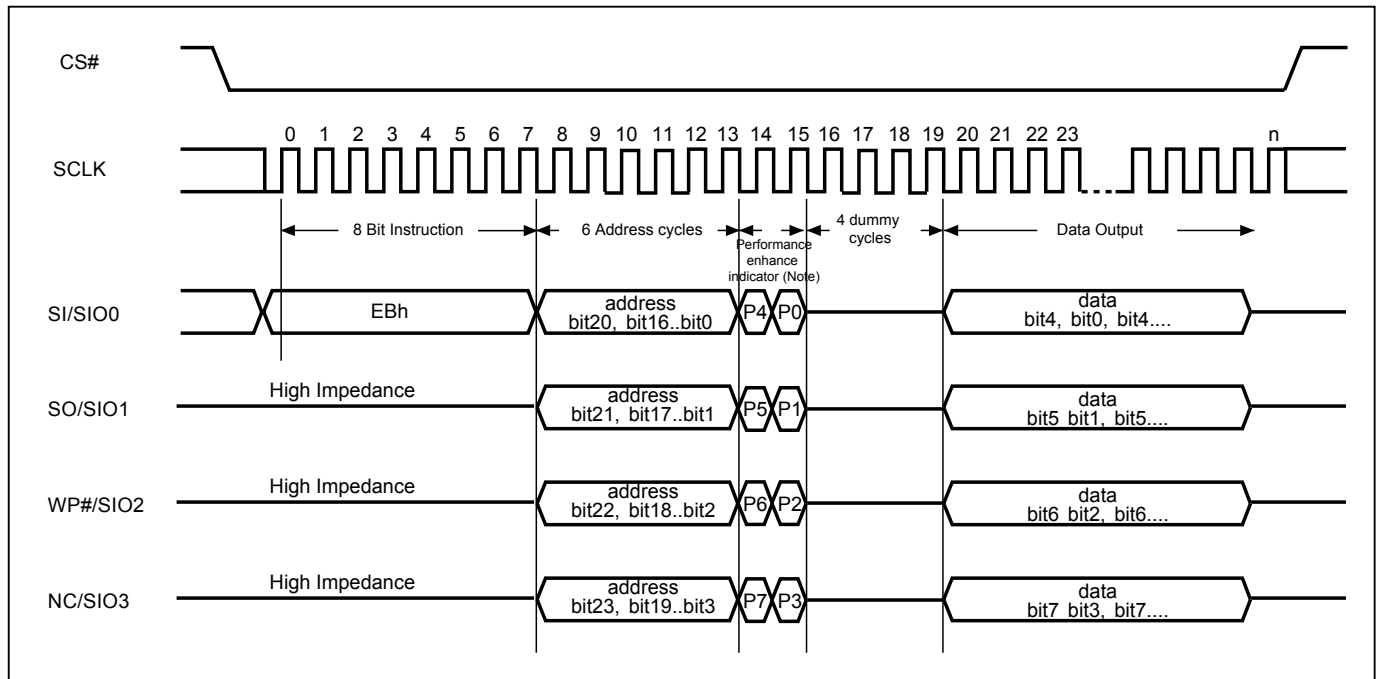 CS#
0 1 2 3 4 5 6 7 8 9 10 11 12 13 14 15 16 17 18 19 20 21 22 23 n
SCLK
8 Bit Instruction
6 Address cycles
Performance
enhance
indicator (Note)
4 dummy
cycles
Data Output
SI/SIO0
EBh
address
bit20, bit16..bit0
P4 P0
data
bit4, bit0, bit4....
SO/SIO1
High Impedance
address
bit21, bit17..bit1
P5 P1
data
bit5 bit1, bit5....
WP#/SIO2
High Impedance
address
bit22, bit18..bit2
P6 P2
data
bit6 bit2, bit6....
NC/SIO3
High Impedance
address
bit23, bit19..bit3
P7 P3
data
bit7 bit3, bit7....